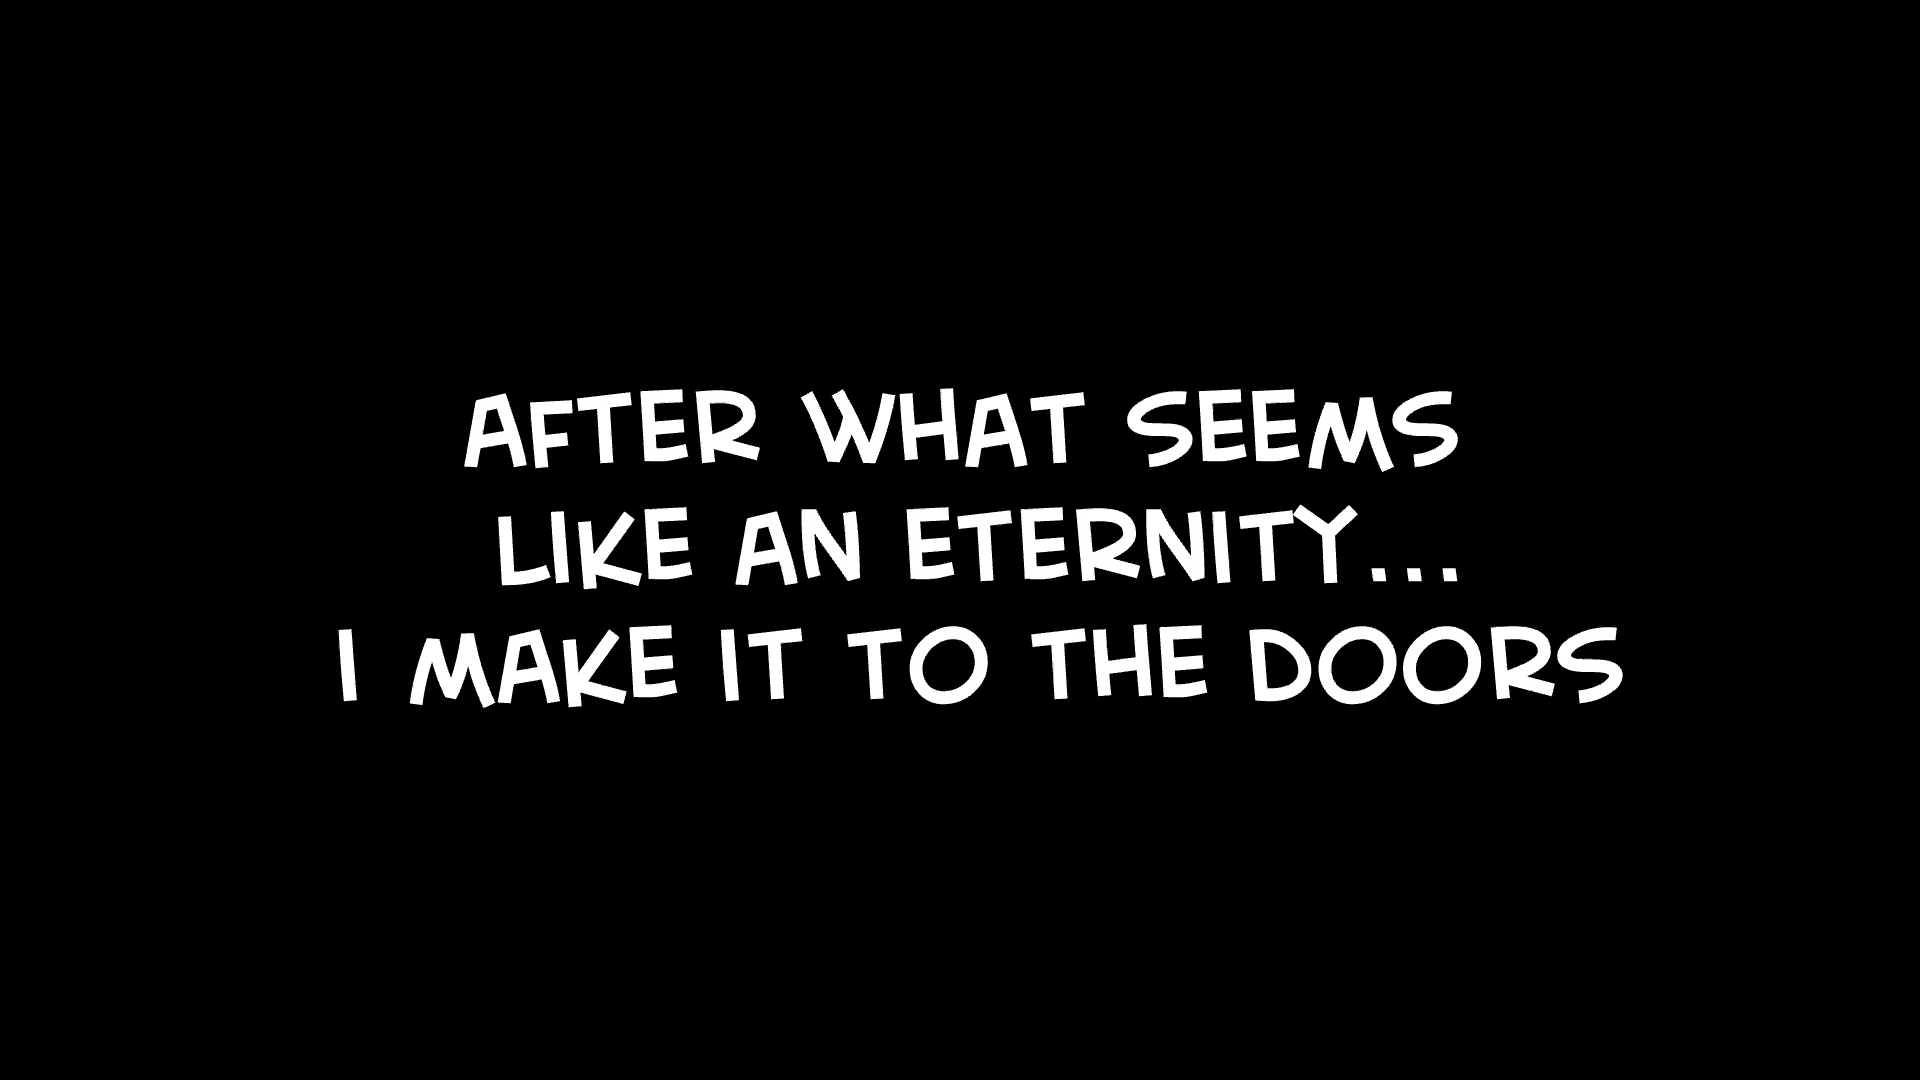 AFTER WHAT SEEMS
LIKE AN ETERNITY...
I MAKE IT TO THE DOORS